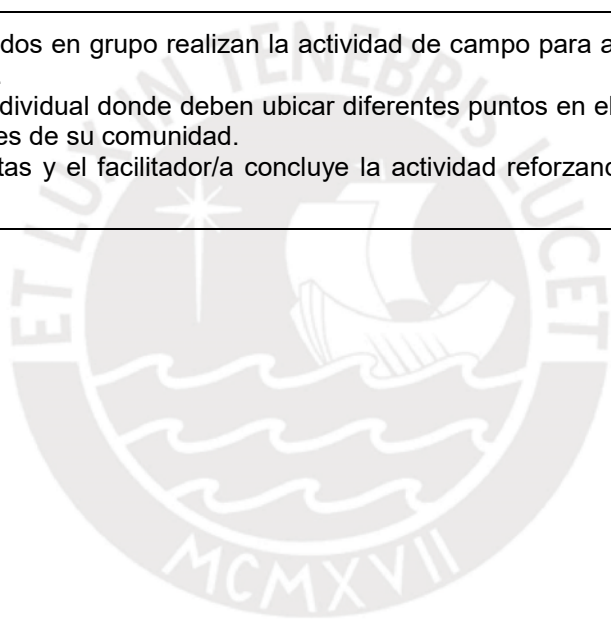 dos en grupo realizan la actividad de campo para a
.
dividual donde deben ubicar diferentes puntos en el
es de su comunidad.
tas y el facilitador/a concluye la actividad reforzand
ET LUX IN TENEBRIS LUCET
MCMXVII